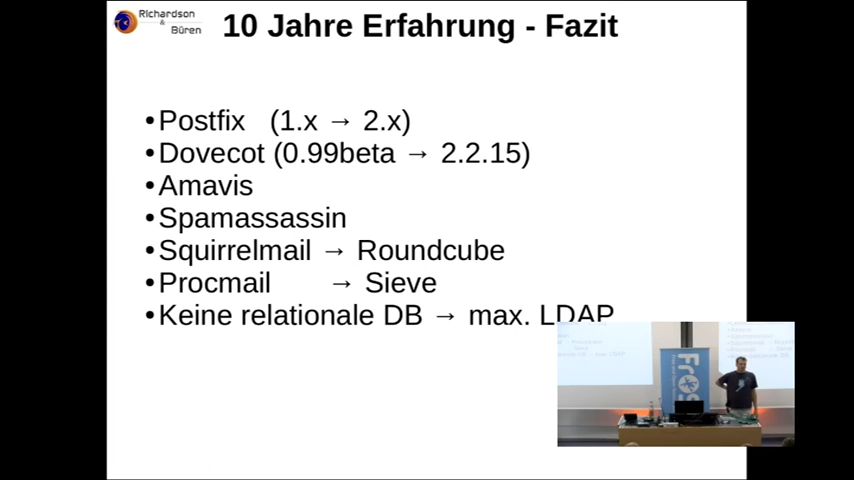 Richardson
&
Büren
10 Jahre Erfahrung - Fazit
•Postfix (1.x → 2.x)
•Dovecot (0.99beta → 2.2.15)
•Amavis
•Spamassassin
•Squirrelmail → Roundcube
•Procmail → Sieve
•Keine relationale DB → max. LDAP